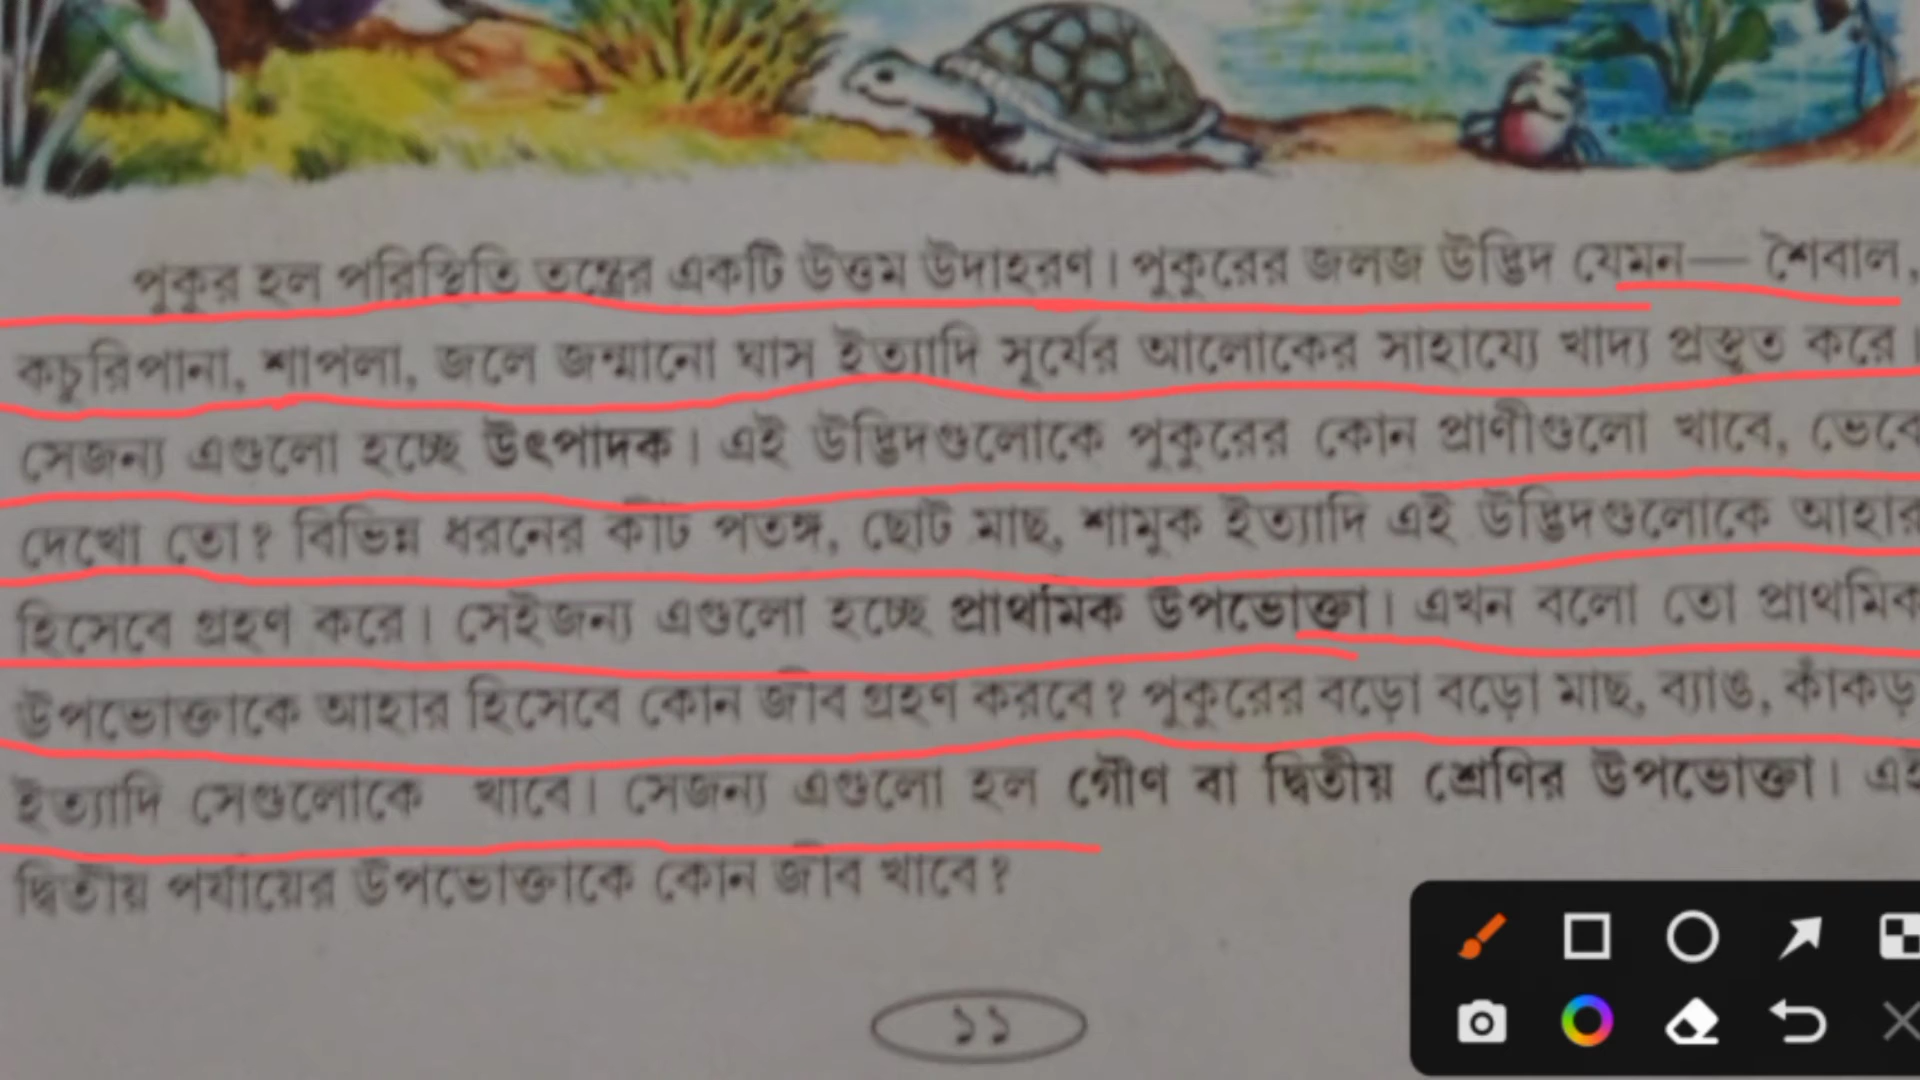 পুকুর হল পরিস্থিতি তন্ত্রের একটি উত্তম উদাহরণ। পুকুরের জলজ উদ্ভিদ যেমন— শৈবাল,
কচুরিপানা, শাপলা, জলে জন্মানো ঘাস ইত্যাদি সূর্যের আলোকের সাহায্যে খাদ্য প্রস্তুত করে।
সেজন্য এগুলো হচ্ছে উৎপাদক। এই উদ্ভিদগুলোকে পুকুরের কোন প্রাণীগুলো খাবে, ভেবে
দেখো তো? বিভিন্ন ধরনের কীট পতঙ্গ, ছোট মাছ, শামুক ইত্যাদি এই উদ্ভিদগুলোকে আহার
হিসেবে গ্রহণ করে। সেইজন্য এগুলো হচ্ছে প্রাথমিক উপভোক্তা। এখন বলো তো প্রাথমিক
উপভোক্তাকে আহার হিসেবে কোন জীব গ্রহণ করবে? পুকুরের বড়ো বড়ো মাছ, ব্যাঙ, কাঁকড়
ইত্যাদি সেগুলোকে খাবে। সেজন্য এগুলো হল গৌণ বা দ্বিতীয় শ্রেণির উপভোক্তা। এই
দ্বিতীয় পর্যায়ের উপভোক্তাকে কোন জীব খাবে?
১১